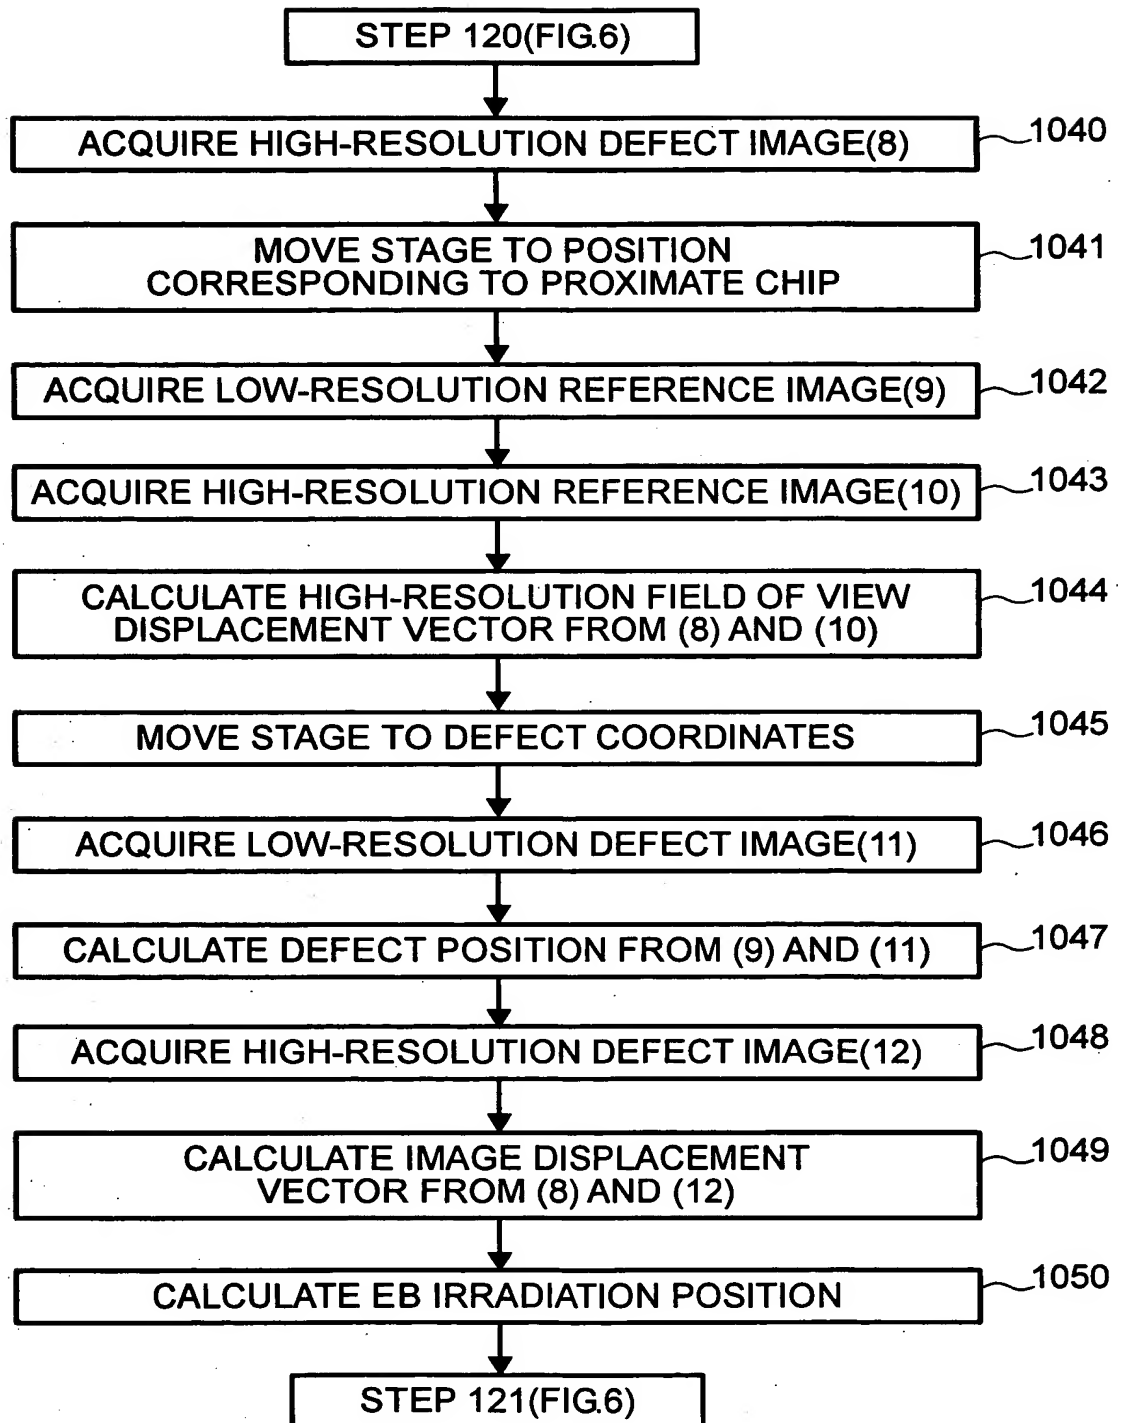 STEP 120(FIG.6)
ACQUIRE HIGH-RESOLUTION DEFECT IMAGE(8)
1040
MOVE STAGE TO POSITION
CORRESPONDING TO PROXIMATE CHIP
1041
ACQUIRE LOW-RESOLUTION REFERENCE IMAGE(9)
1042
ACQUIRE HIGH-RESOLUTION REFERENCE IMAGE(10)
1043
CALCULATE HIGH-RESOLUTION FIELD OF VIEW
DISPLACEMENT VECTOR FROM (8) AND (10)
1044
MOVE STAGE TO DEFECT COORDINATES
1045
ACQUIRE LOW-RESOLUTION DEFECT IMAGE(11)
1046
CALCULATE DEFECT POSITION FROM (9) AND (11)
1047
ACQUIRE HIGH-RESOLUTION DEFECT IMAGE(12)
1048
CALCULATE IMAGE DISPLACEMENT
VECTOR FROM (8) AND (12)
1049
CALCULATE EB IRRADIATION POSITION
1050
STEP 121(FIG.6)